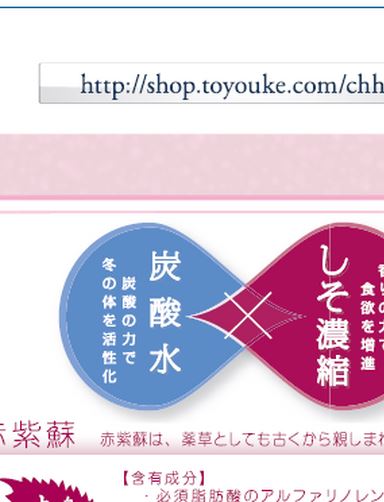 http://shop.toyouke.com/chh
炭酸水
炭酸の力で
冬の体を活性化
しそ濃縮
食欲を増進
赤紫蘇
赤紫蘇は、薬草としても古くから親しまれ
【含有成分】
・必須脂肪酸のアルファリノレン